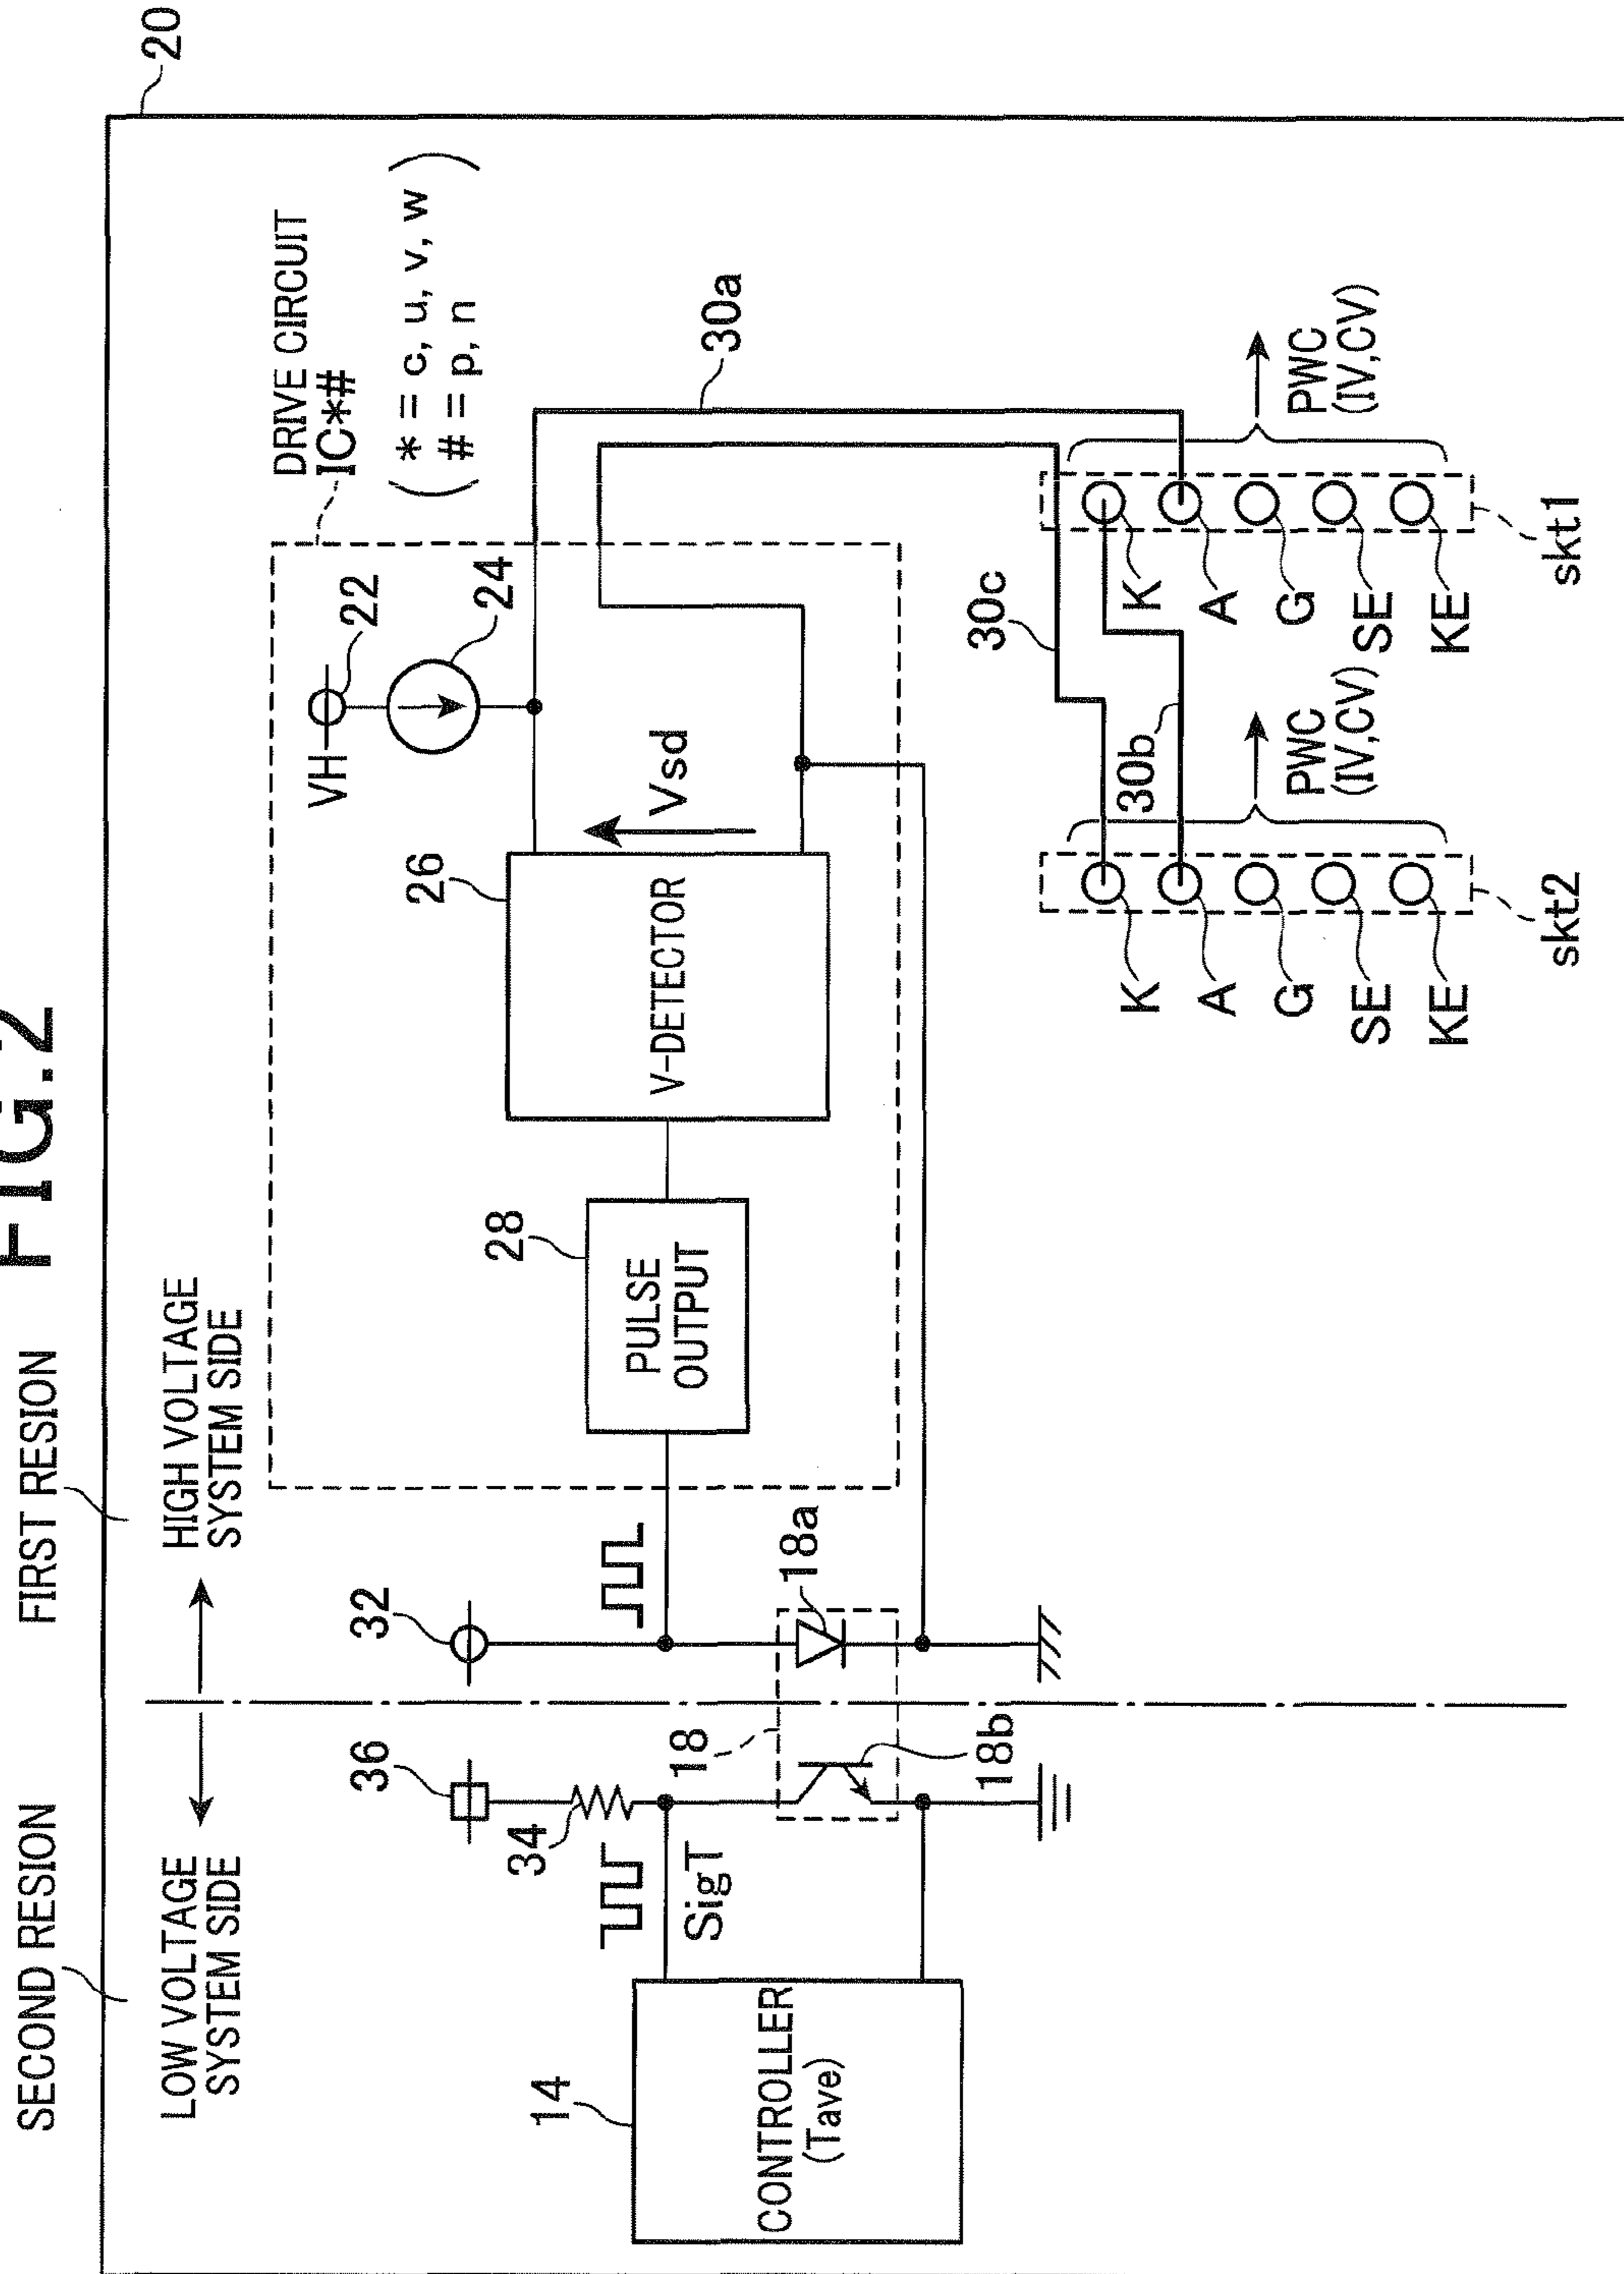 FIG.2
SECOND RESION
FIRST RESION
LOW VOLTAGE
SYSTEM SIDE
HIGH VOLTAGE
SYSTEM SIDE
20
DRIVE CIRCUIT
IC*#
( * = c, u, v, w
# = p, n )
36
32
VH
22
24
34
SigT
14
CONTROLLER
(Tave)
18
18a
18b
28
PULSE
OUTPUT
26
V-DETECTOR
Vsd
30a
30c
30b
K
A
G
SE
KE
PWC
(IV,CV)
skt2
K
A
G
SE
KE
PWC
(IV,CV)
skt1